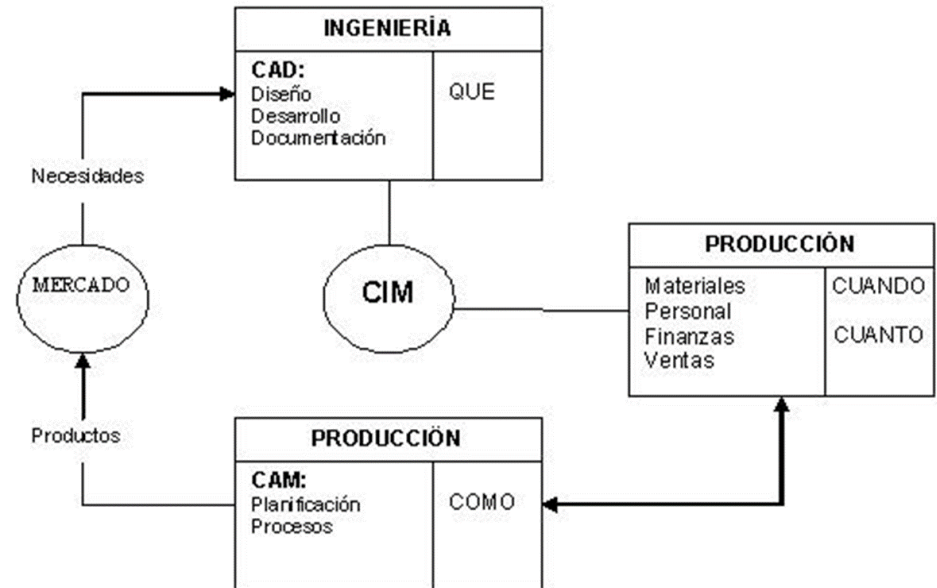 INGENIERÍA
CAD:
Diseño
Desarrollo
Documentación
QUE
Necesidades
MERCADO
CIM
PRODUCCIÓN
Materiales
Personal
Finanzas
Ventas
CUANDO
CUANTO
Productos
PRODUCCIÖN
CAM:
Planificación
Procesos
COMO